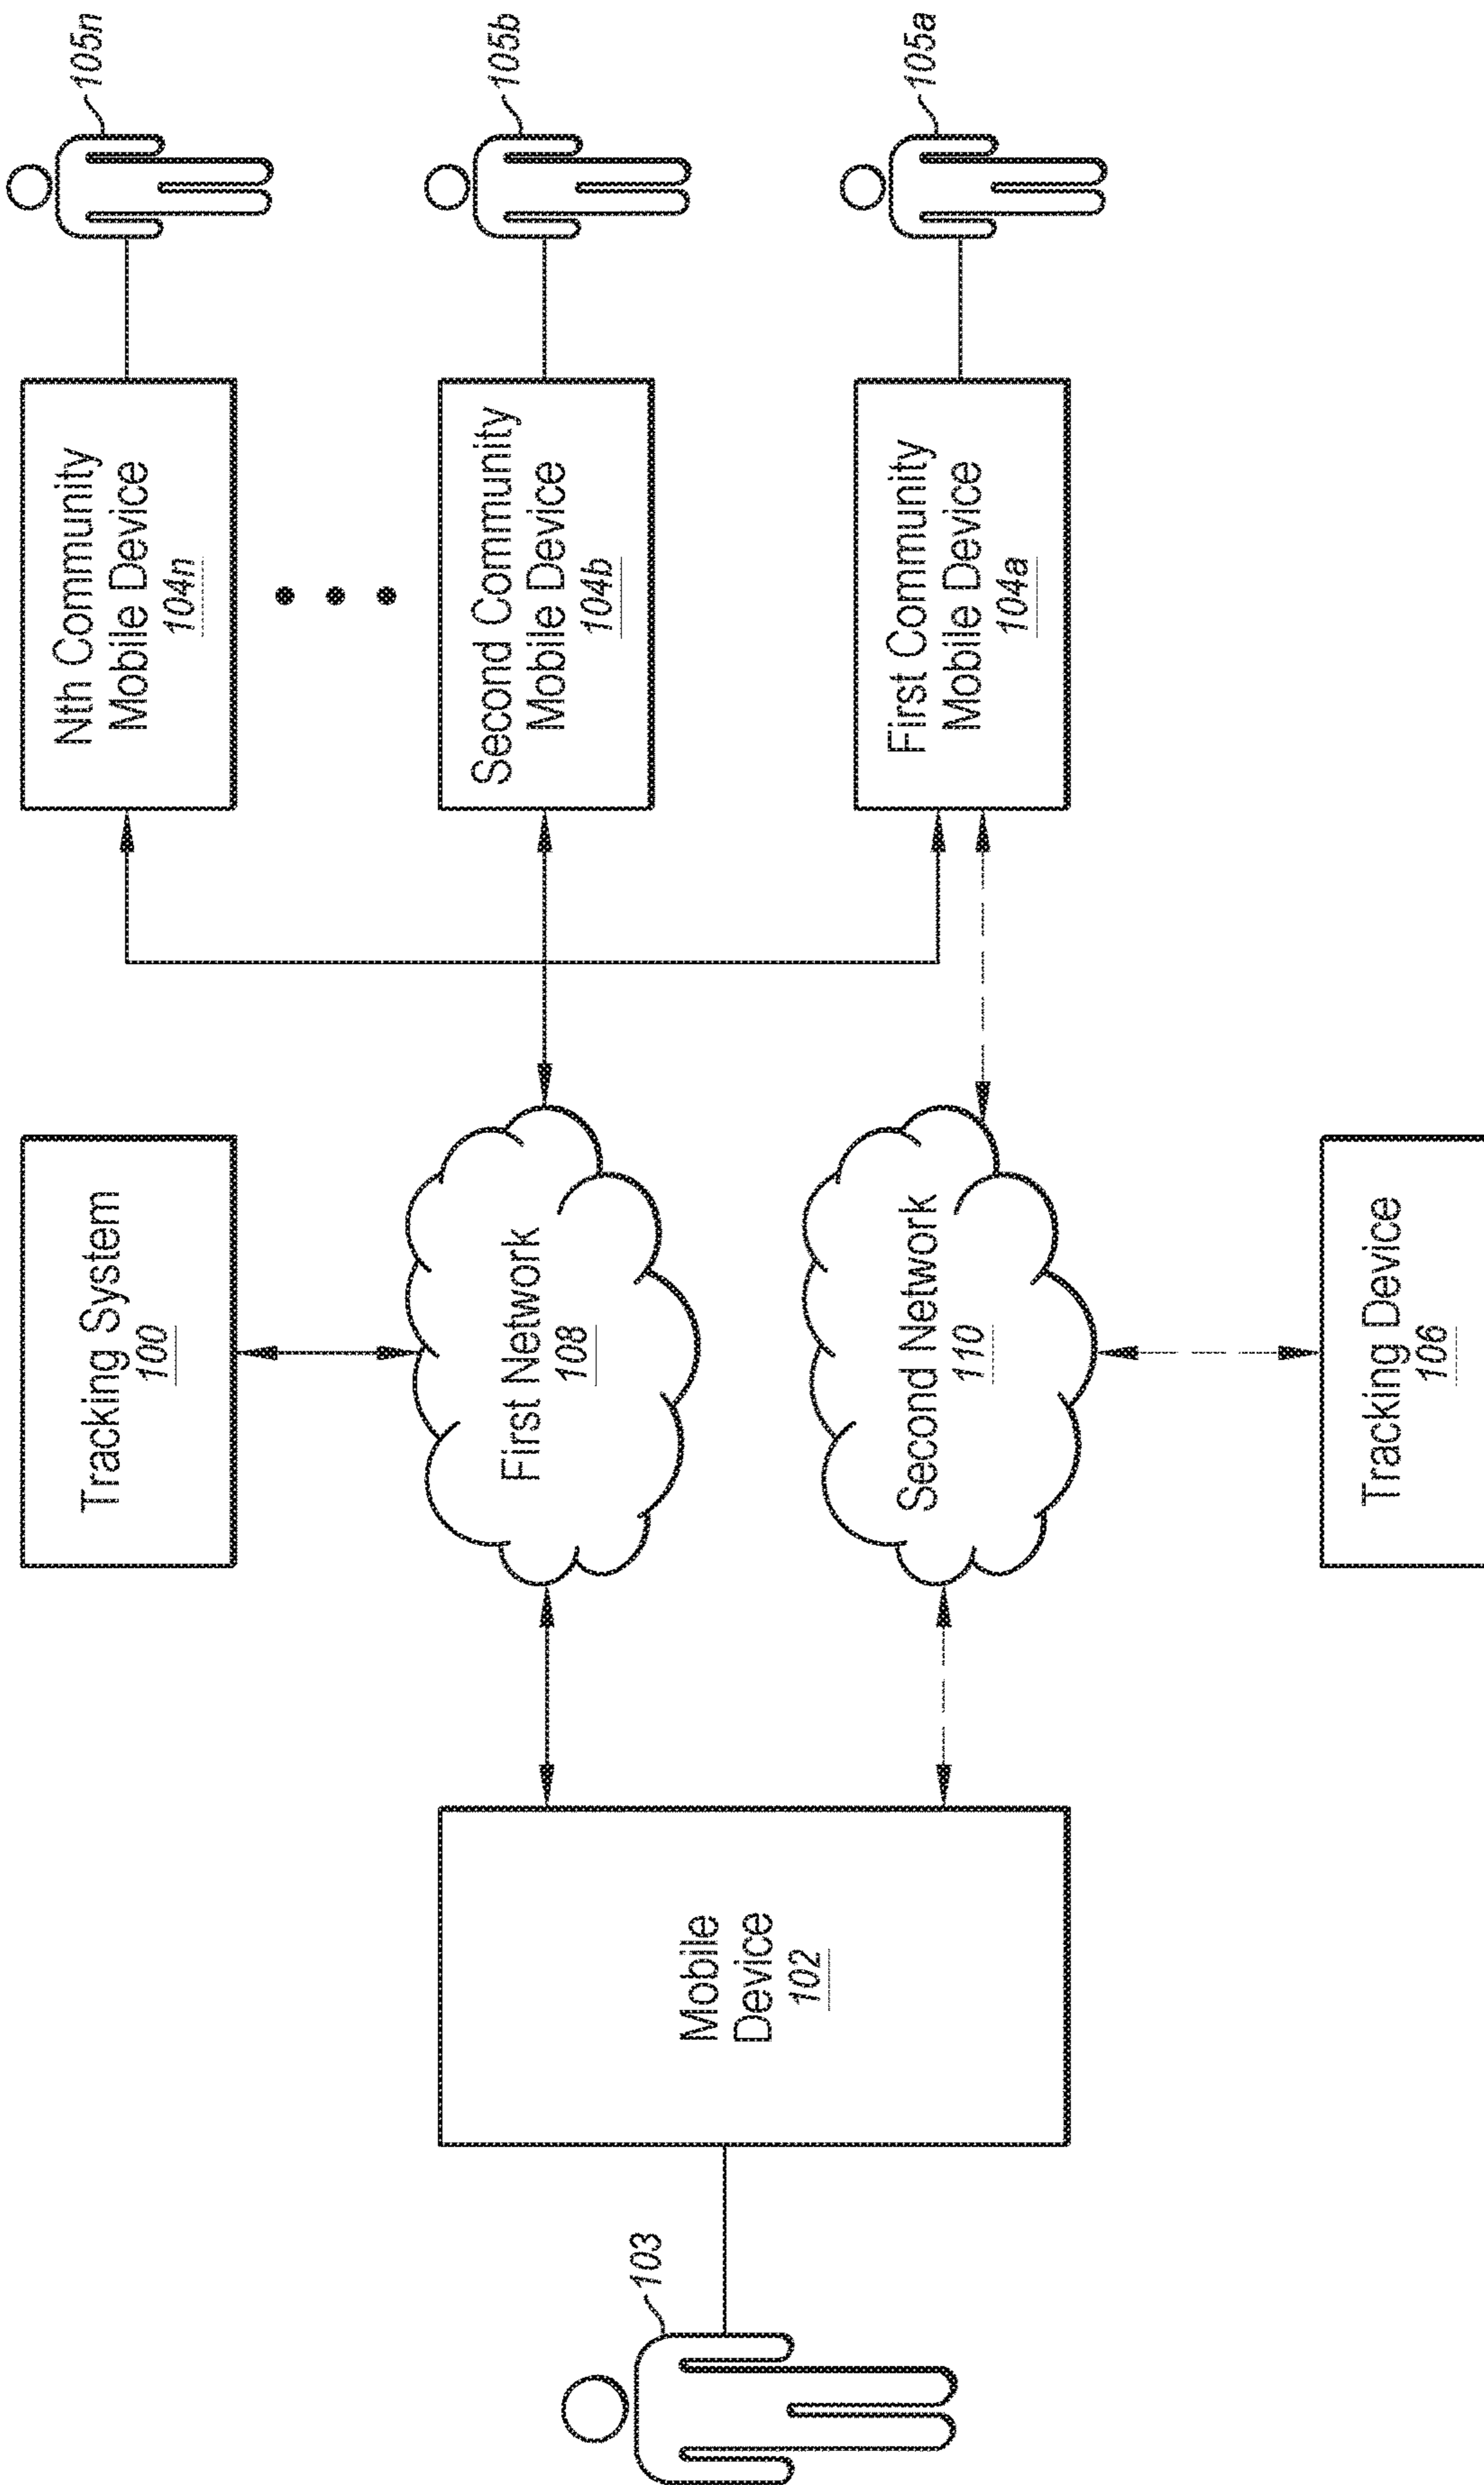 Tracking System
100
Nth Community
Mobile Device
104n
105n
103
Mobile
Device
102
First Network
108
Second Community
Mobile Device
104b
105b
Second Network
110
First Community
Mobile Device
104a
105a
Tracking Device
106